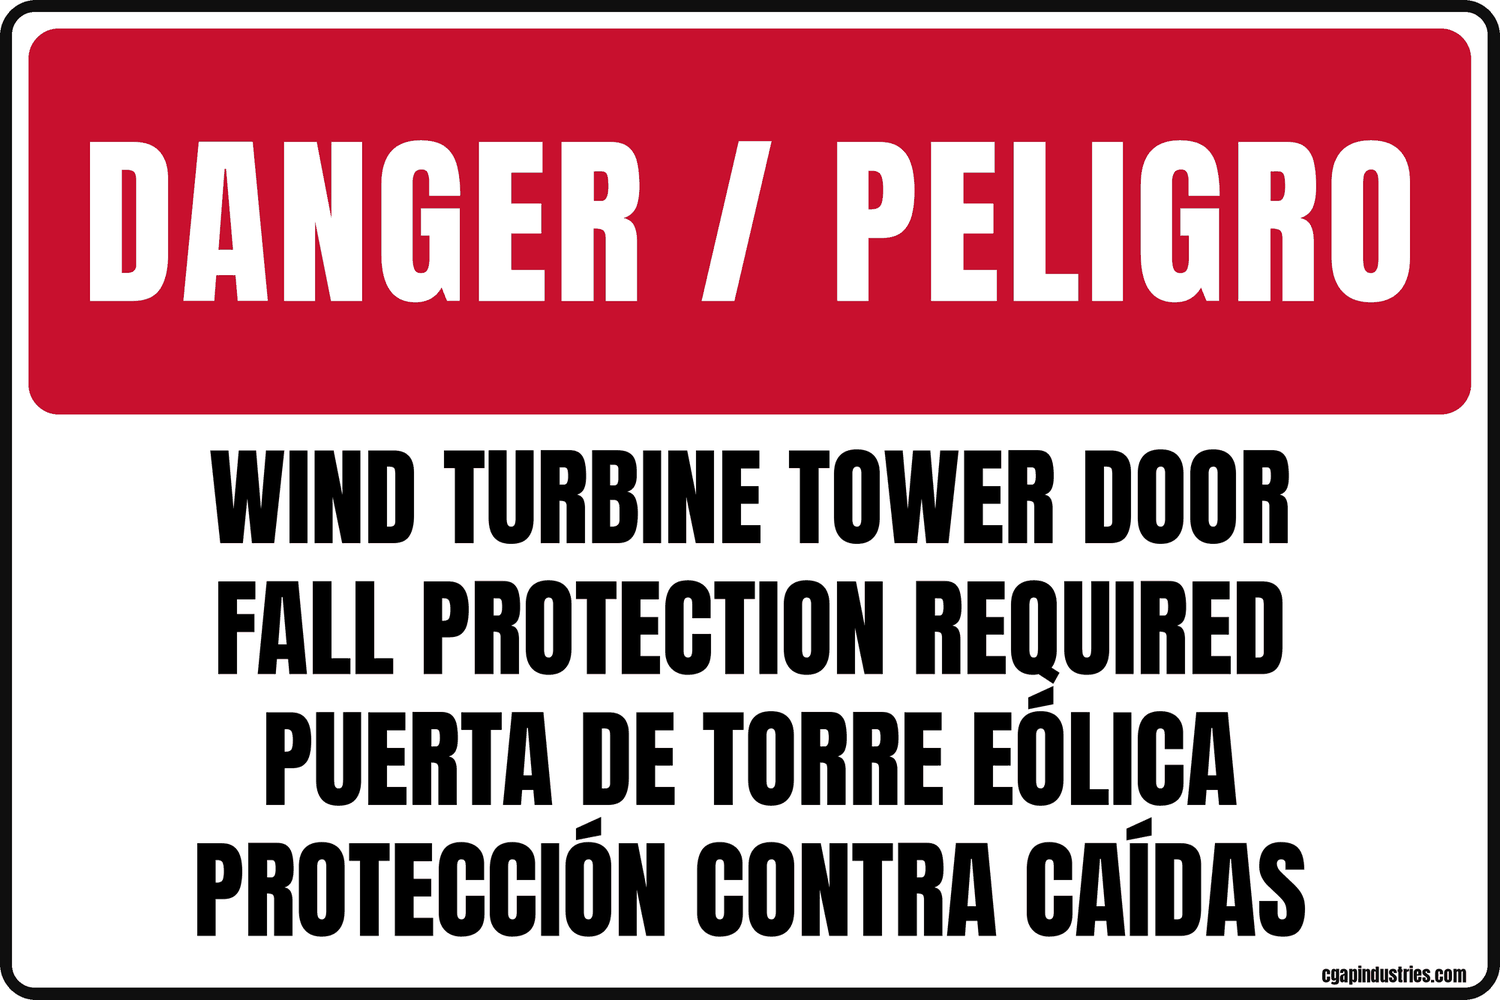 DANGER / PELIGRO
WIND TURBINE TOWER DOOR
FALL PROTECTION REQUIRED
PUERTA DE TORRE EÓLICA
PROTECCIÓN CONTRA CAÍDAS
cgapindustries.com